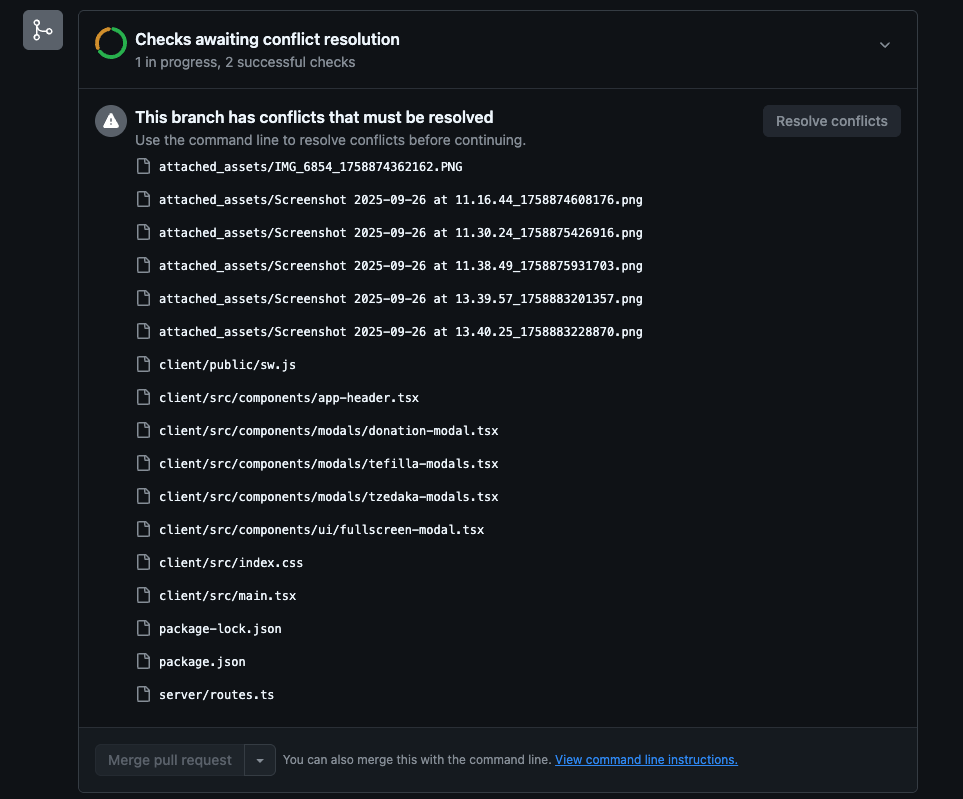 Checks awaiting conflict resolution
1 in progress, 2 successful checks
This branch has conflicts that must be resolved
Resolve conflicts
Use the command line to resolve conflicts before continuing.
attached_assets/IMG_6854_1758874362162.PNG
attached_assets/Screenshot 2025-09-26 at 11.16.44_1758874608176.png
attached_assets/Screenshot 2025-09-26 at 11.30.24_1758875426916.png
attached_assets/Screenshot 2025-09-26 at 11.38.49_1758875931703.png
attached_assets/Screenshot 2025-09-26 at 13.39.57_1758883201357.png
attached_assets/Screenshot 2025-09-26 at 13.40.25_1758883228870.png
client/public/sw.js
client/src/components/app-header.tsx
client/src/components/modals/donation-modal.tsx
client/src/components/modals/tefilla-modals.tsx
client/src/components/modals/tzedaka-modals.tsx
client/src/components/ui/fullscreen-modal.tsx
client/src/index.css
client/src/main.tsx
package-lock.json
package.json
server/routes.ts
Merge pull request
You can also merge this with the command line. View command line instructions.